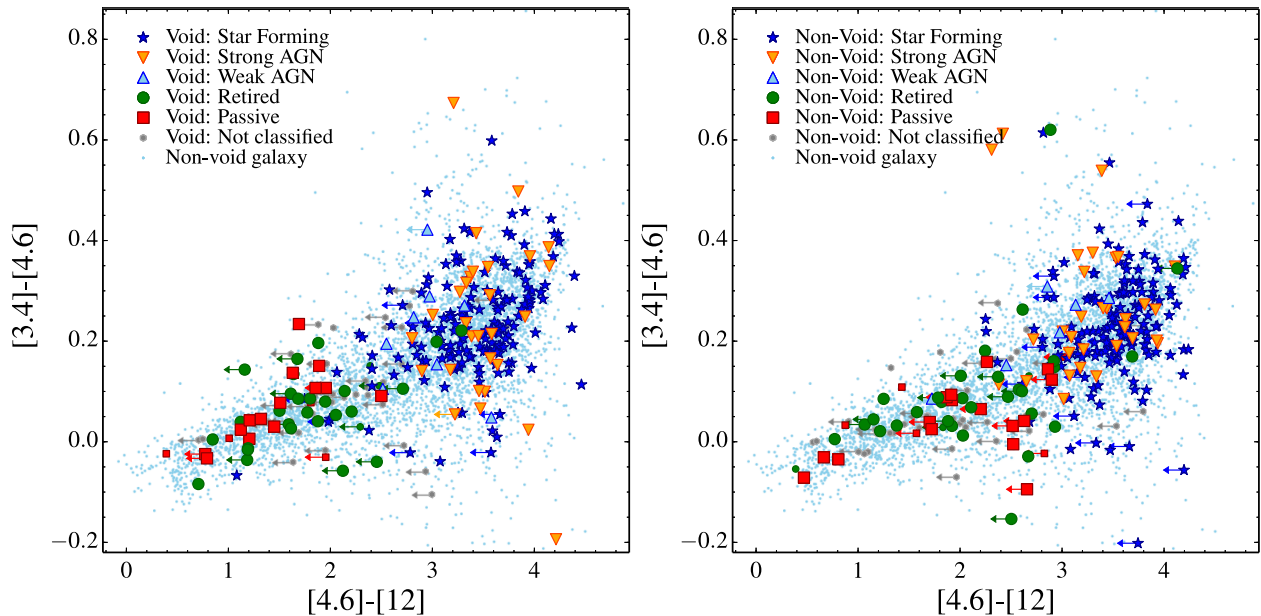 0.8
0.6
0.4
0.2
0.0
−0.2
[3.4]-[4.6]
Void: Star Forming
Void: Strong AGN
Void: Weak AGN
Void: Retired
Void: Passive
Void: Not classified
Non-void galaxy
0 1 2 3 4
[4.6]-[12]
0.8
0.6
0.4
0.2
0.0
−0.2
[3.4]-[4.6]
Non-Void: Star Forming
Non-Void: Strong AGN
Non-Void: Weak AGN
Non-Void: Retired
Non-Void: Passive
Non-void: Not classified
Non-void galaxy
0 1 2 3 4
[4.6]-[12]